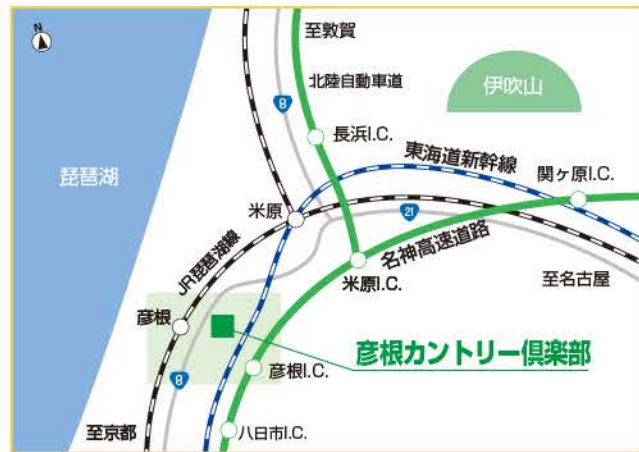 N
至敦賀
北陸自動車道
伊吹山
8
長浜I.C.
東海道新幹線
関ヶ原I.C.
琵琶湖
米原
21
名神高速道路
JR琵琶湖線
米原I.C.
至名古屋
彦根
彦根カントリー倶楽部
彦根I.C.
8
至京都
八日市I.C.